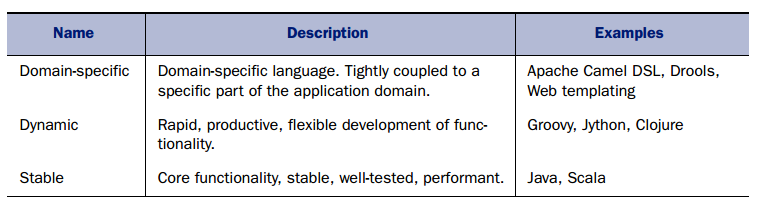 Name Description Examples
Domain-specific Domain-specific language. Tightly coupled to a Apache Camel DSL, Drools,
specific part of the application domain. Web templating
Dynamic Rapid, productive, flexible development of func- Groovy, Jython, Clojure
tionality.
Stable Core functionality, stable, well-tested, performant. Java, Scala